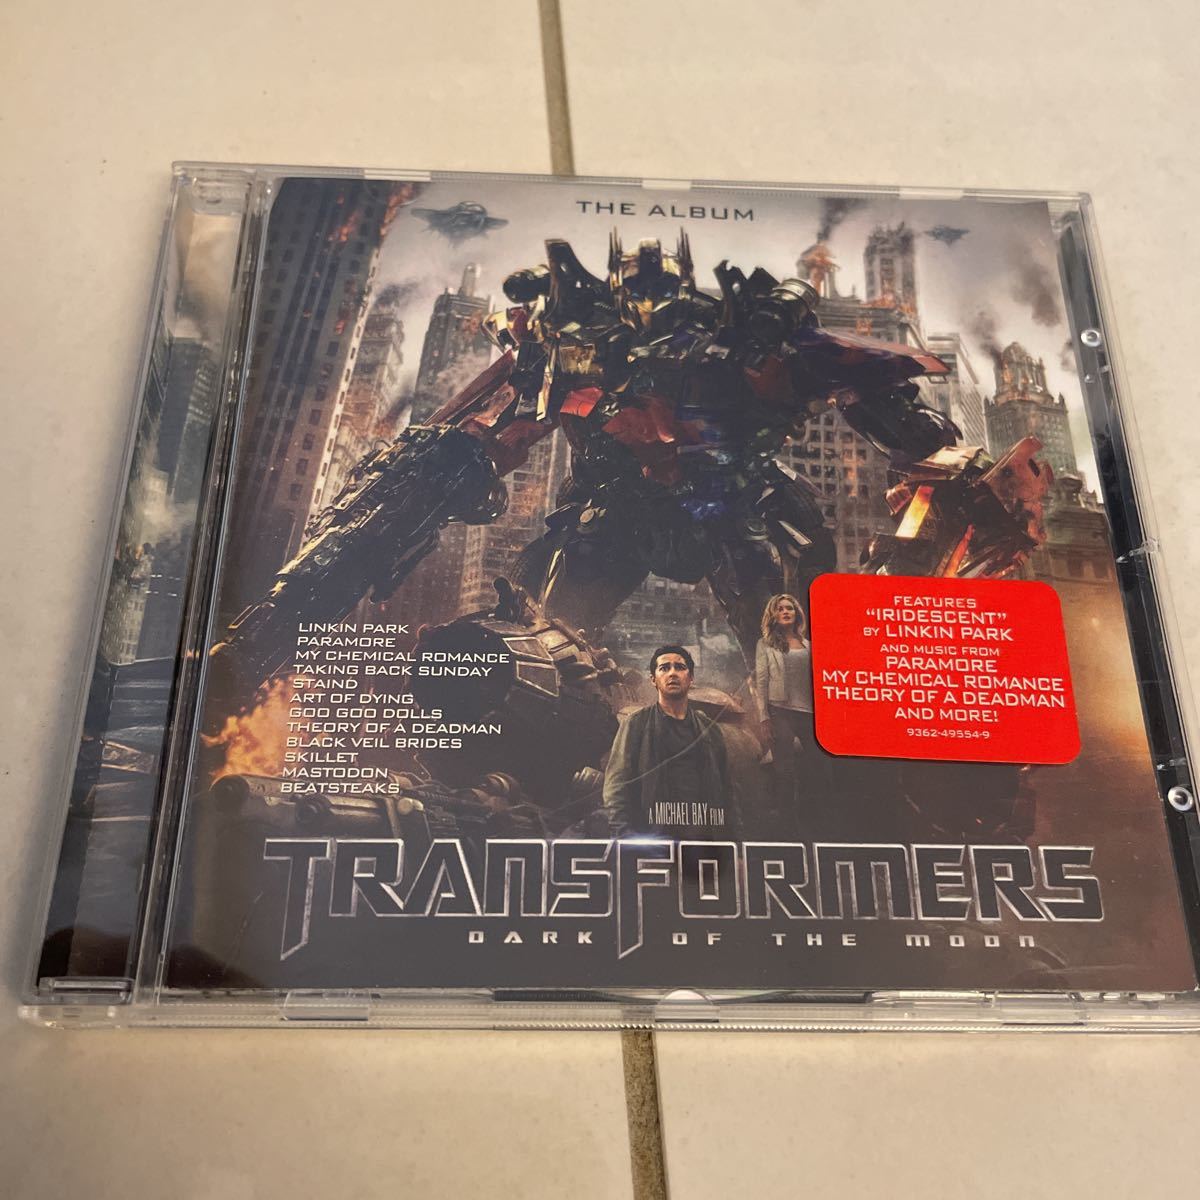 THE ALBUM
LINKIN PARK
PARAMORE
MY CHEMICAL ROMANCE
TAKING BACK SUNDAY
STAIND
ART OF DYING
GOO GOO DOLLS
THEORY OF A DEADMAN
BLACK VEIL BRIDES
SKILLET
MASTODON
BEATSTEAKS
FEATURES
"IRIDESCENT"
BY LINKIN PARK
AND MUSIC FROM
PARAMORE
MY CHEMICAL ROMANCE
THEORY OF A DEADMAN
AND MORE!
9362-49554-9
A MICHAEL BAY FILM
TRANSFORMERS
DARK OF THE MOON